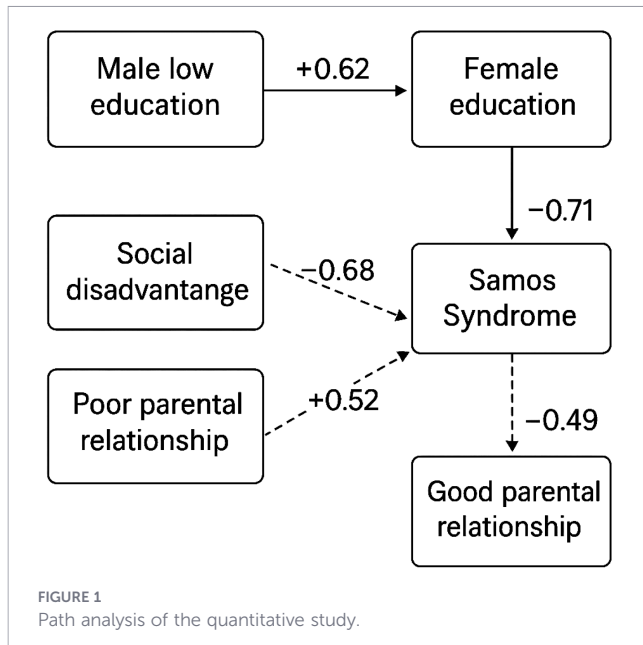 Male low
education
+0.62
Female
education
−0.71
Social
disadvantange
−0.68
Samos
Syndrome
Poor parental
relationship
+0.52
−0.49
Good parental
relationship
FIGURE 1
Path analysis of the quantitative study.